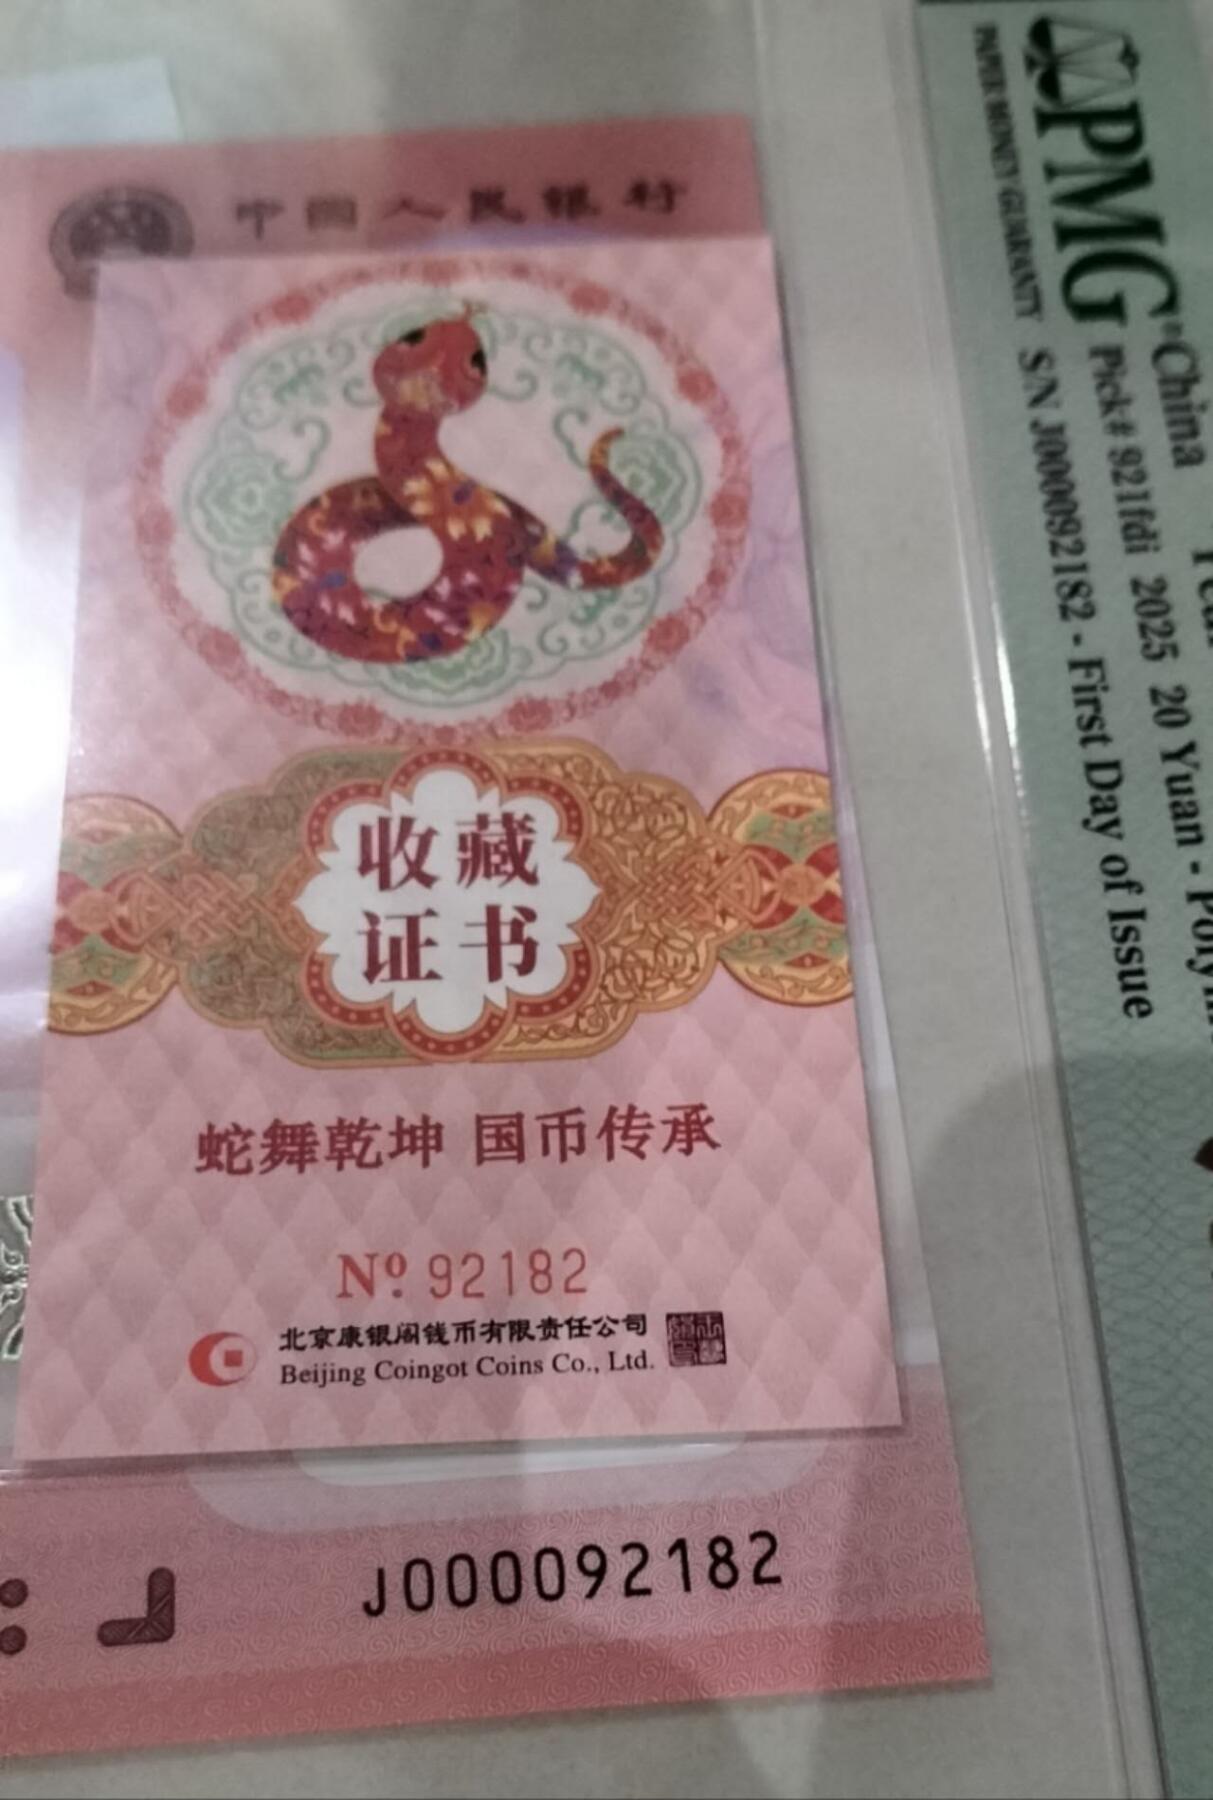 中国人民银行
收藏
证书
蛇舞乾坤 国币传承
Nº 92182
北京康银阁钱币有限责任公司
Beijing Coingot Coins Co., Ltd.
J000092182
PMG
PAPER MONEY GUARANTY
China
Pick# 921fdi 2025 20 Yuan -
S/N J000092182 - First Day of Issue